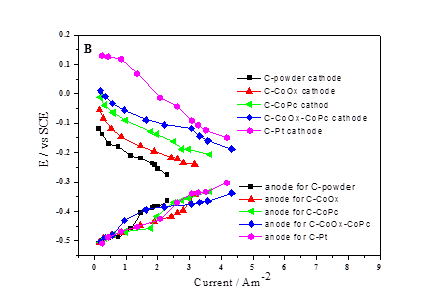 B
0.2
0.1
0.0
-0.1
-0.2
-0.3
-0.4
-0.5
E / vs SCE
C-powder cathode
C-CoOx cathode
C-CoPc cathod
C-CoOx-CoPc cathode
C-Pt cathode
anode for C-powder
anode for C-CoOx
anode for C-CoPc
anode for C-CoOx-CoPc
anode for C-Pt
0 1 2 3 4 5 6 7 8 9
Current / Am-2